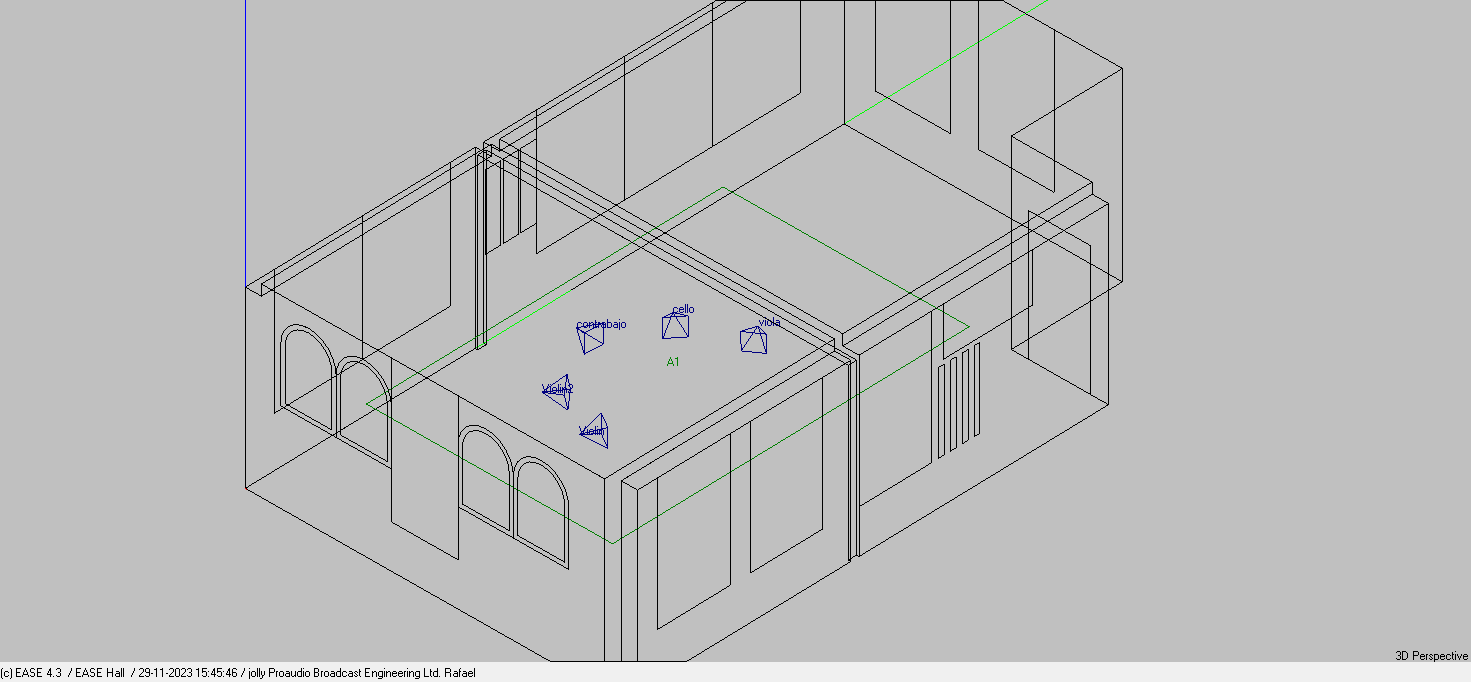 cello
contrabajo
viola
A1
Violin2
Violin
3D Perspective
(c) EASE 4.3 / EASE Hall / 29-11-2023 15:45:46 / jolly Proaudio Broadcast Engineering Ltd. Rafael